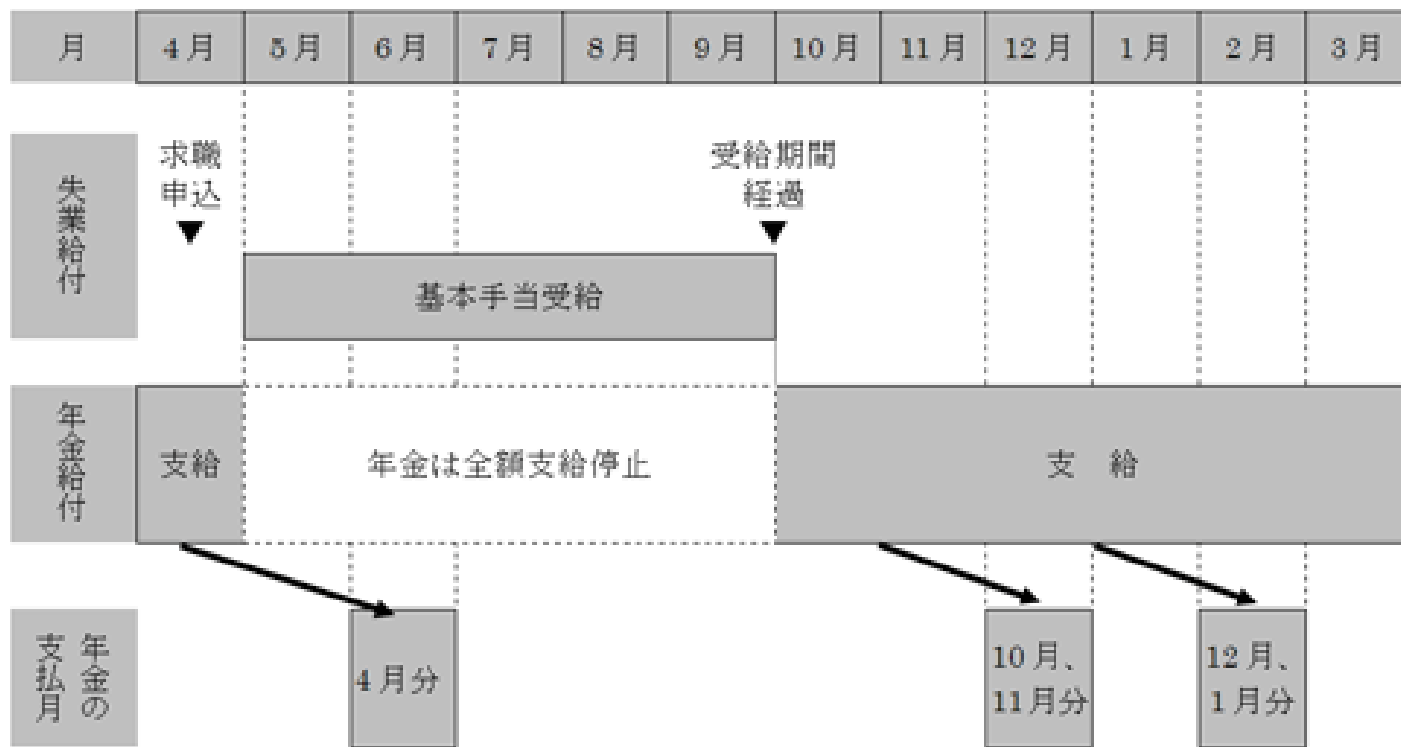 月 4月 5月 6月 7月 8月 9月 10月 11月 12月 1月 2月 3月
失業給付
求職
申込
受給期間
経過
基本手当受給
年金給付
支給
年金は全額支給停止
支 給
年金の
支払月
4月分
10月、
11月分
12月、
1月分